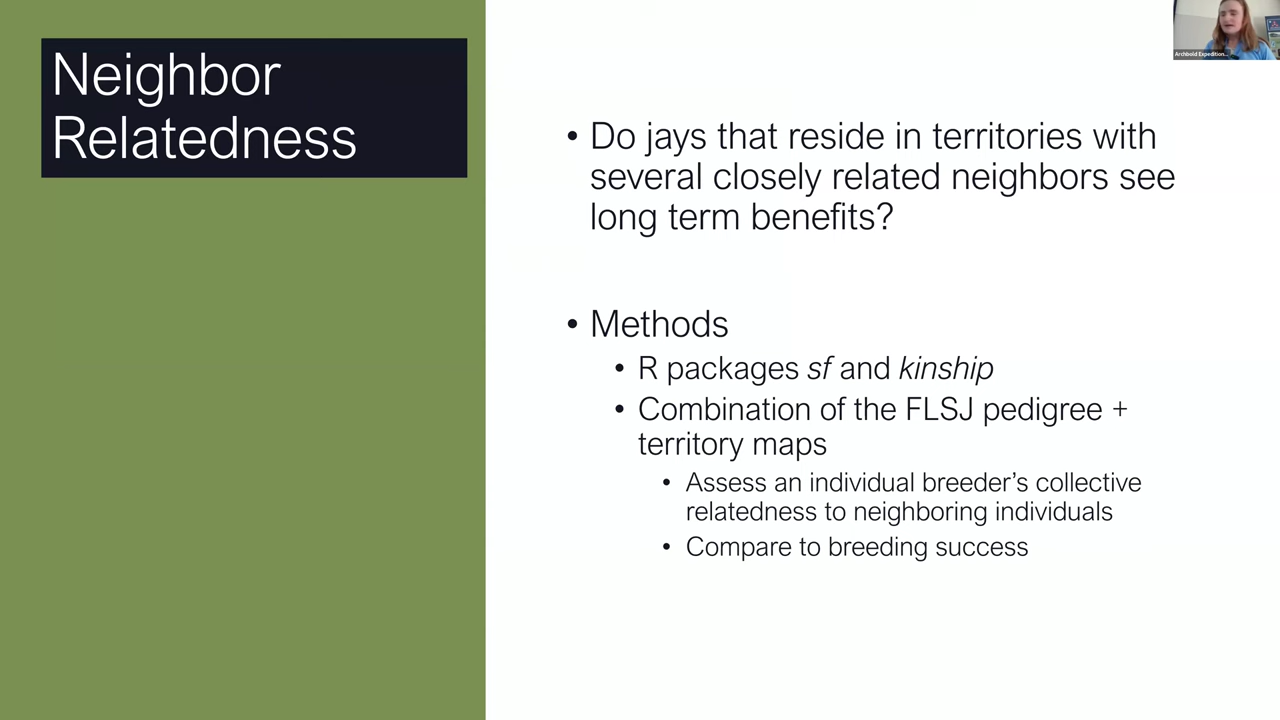 Neighbor
Relatedness
• Do jays that reside in territories with
several closely related neighbors see
long term benefits?
• Methods
• R packages sf and kinship
• Combination of the FLSJ pedigree +
territory maps
• Assess an individual breeder’s collective
relatedness to neighboring individuals
• Compare to breeding success
Archbold Expedition...